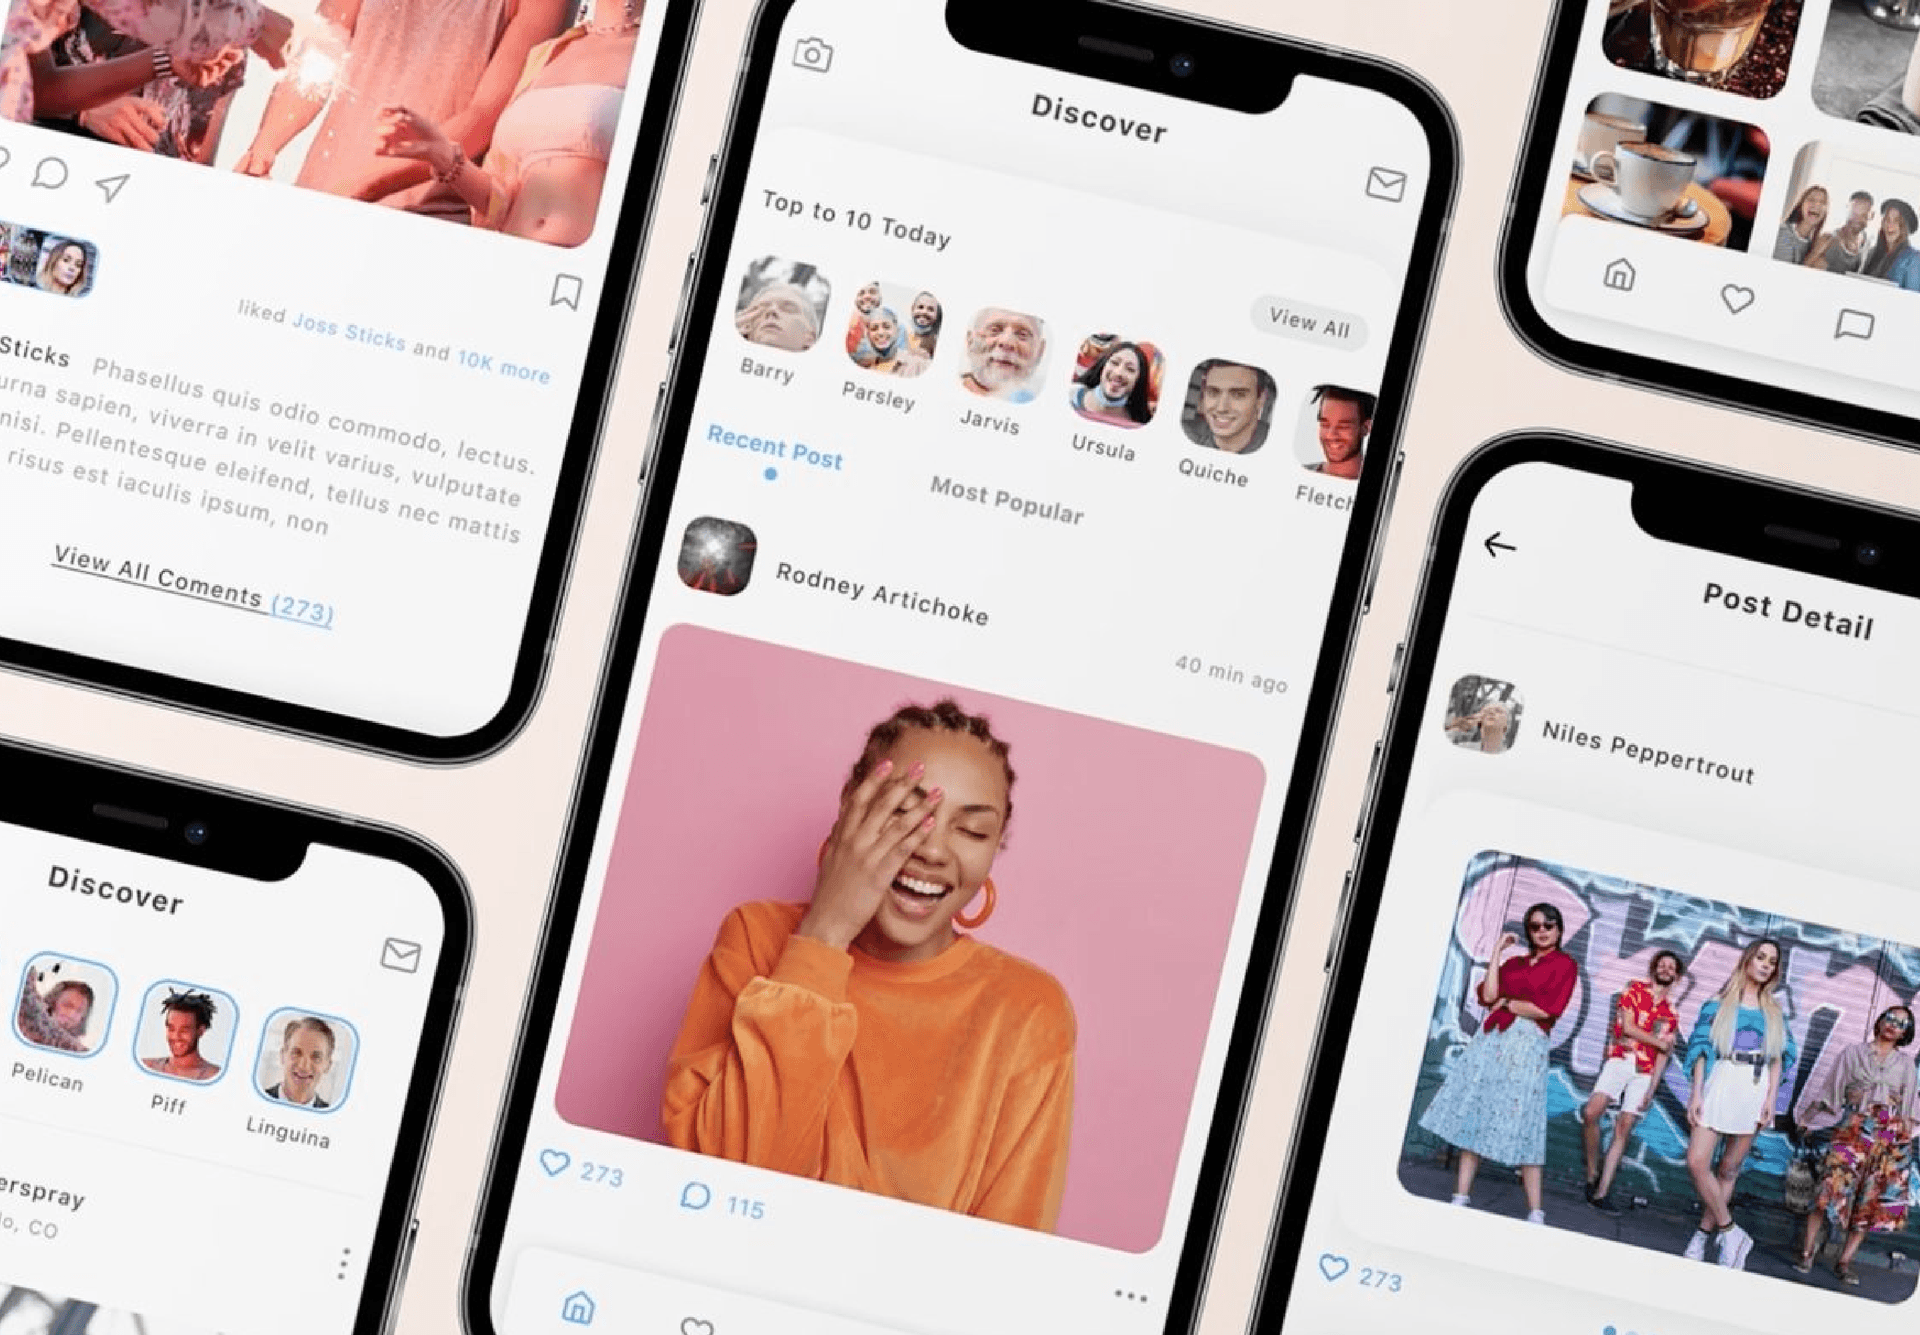 liked Joss Sticks and 10K more
Sticks Phasellus quis odio commodo, lectus.
urna sapien, viverra in velit varius, vulputate
nisi. Pellentesque eleifend, tellus nec mattis
risus est iaculis ipsum, non
View All Coments (273)
Discover
Pelican
Piff
Linguina
erspray
lo, CO
Discover
Top to 10 Today
View All
Barry
Parsley
Jarvis
Ursula
Quiche
Fletch
Recent Post
Most Popular
Rodney Artichoke
40 min ago
273
115
Post Detail
Niles Peppertrout
273